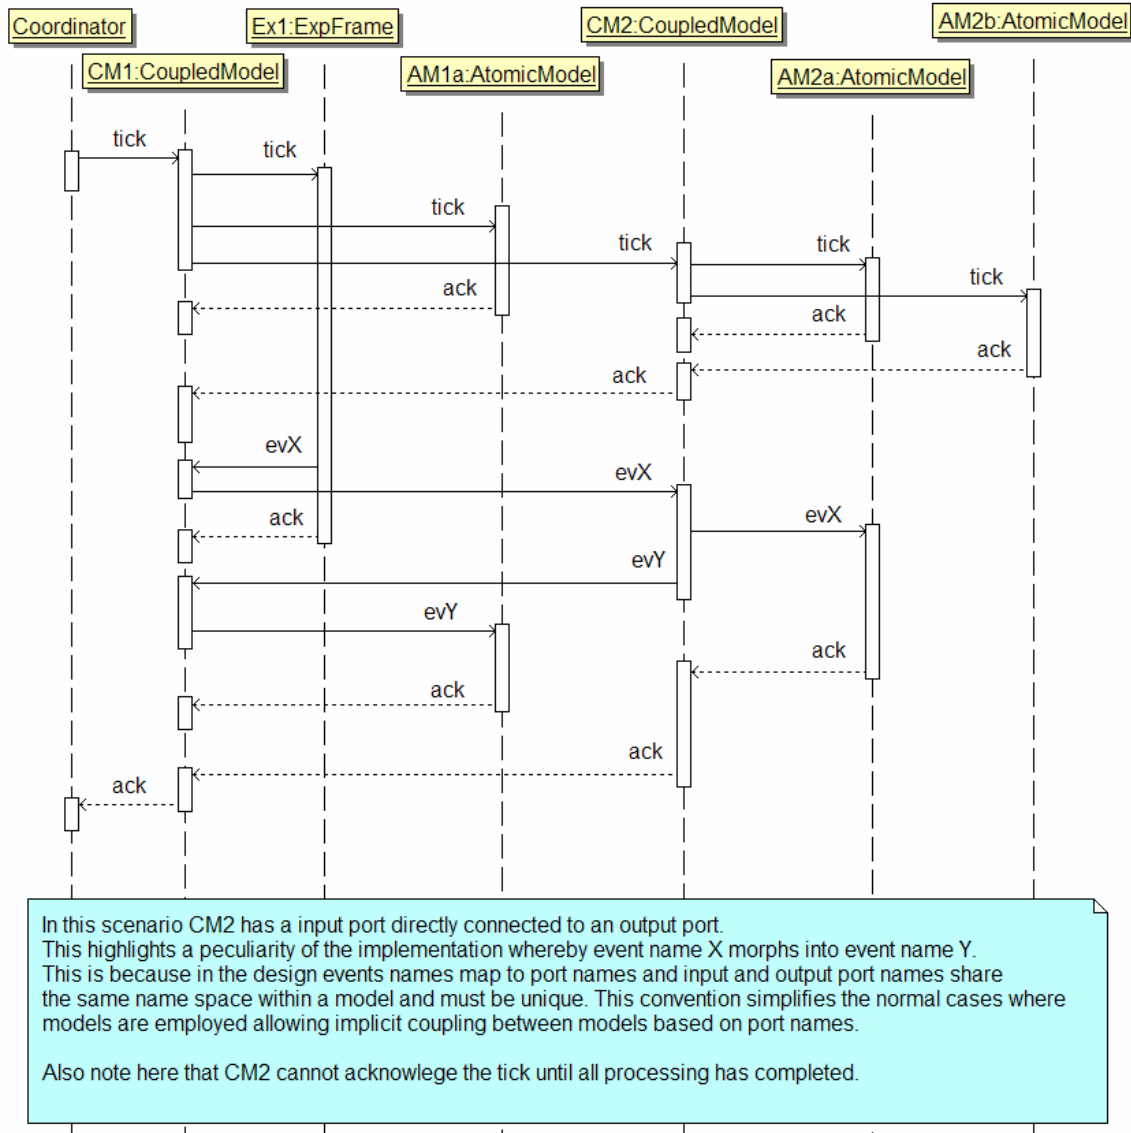 Coordinator
Ex1:ExpFrame
CM2:CoupledModel
AM2b:AtomicModel
CM1:CoupledModel
AM1a:AtomicModel
AM2a:AtomicModel
tick
tick
tick
tick
tick
tick
ack
ack
ack
ack
evX
evX
ack
evX
evY
evY
ack
ack
ack
ack
In this scenario CM2 has a input port directly connected to an output port.
This highlights a peculiarity of the implementation whereby event name X morphs into event name Y.
This is because in the design events names map to port names and input and output port names share
the same name space within a model and must be unique. This convention simplifies the normal cases where
models are employed allowing implicit coupling between models based on port names.
Also note here that CM2 cannot acknowlege the tick until all processing has completed.